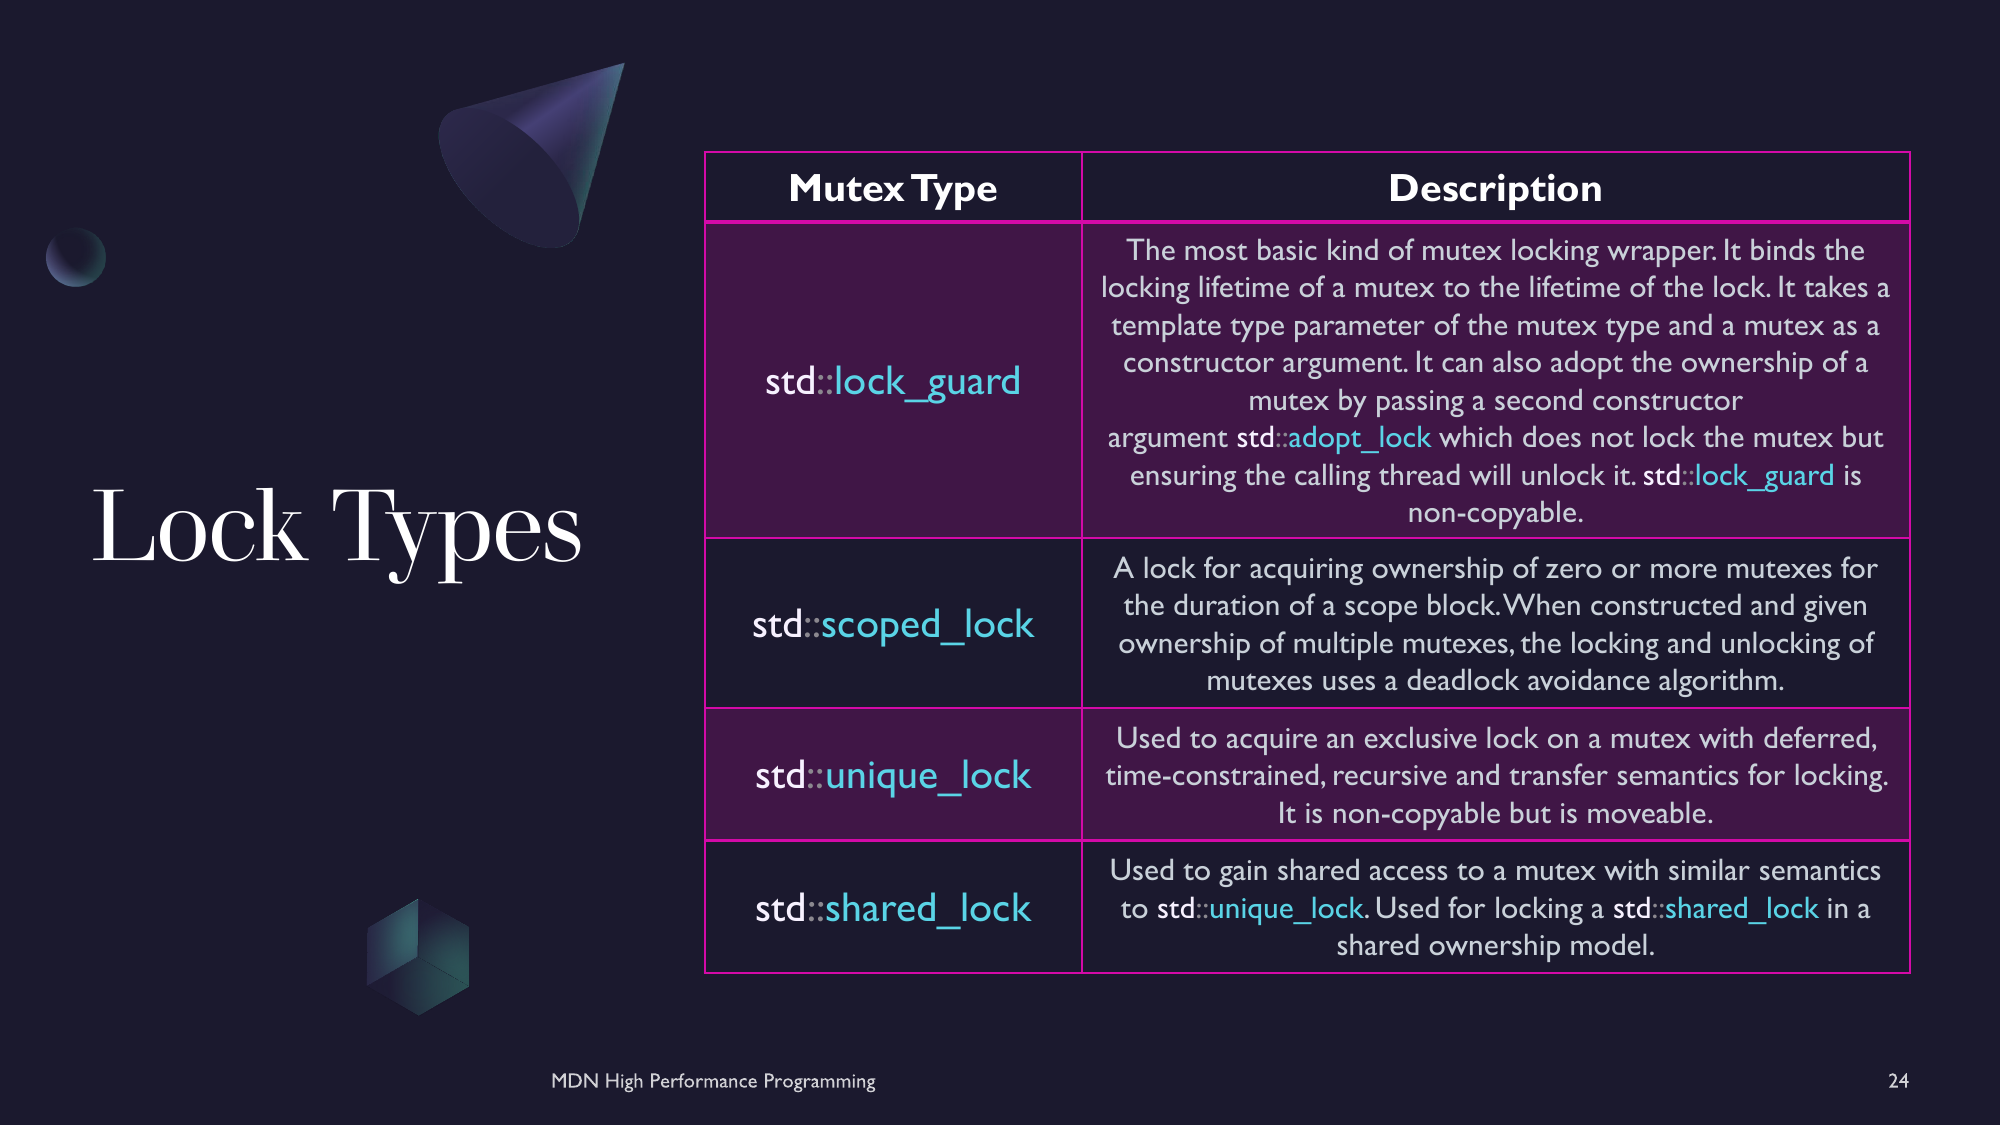 Lock Types
Mutex Type
Description
std::lock_guard
The most basic kind of mutex locking wrapper. It binds the
locking lifetime of a mutex to the lifetime of the lock. It takes a
template type parameter of the mutex type and a mutex as a
constructor argument. It can also adopt the ownership of a
mutex by passing a second constructor
argument std::adopt_lock which does not lock the mutex but
ensuring the calling thread will unlock it. std::lock_guard is
non-copyable.
std::scoped_lock
A lock for acquiring ownership of zero or more mutexes for
the duration of a scope block. When constructed and given
ownership of multiple mutexes, the locking and unlocking of
mutexes uses a deadlock avoidance algorithm.
std::unique_lock
Used to acquire an exclusive lock on a mutex with deferred,
time-constrained, recursive and transfer semantics for locking.
It is non-copyable but is moveable.
std::shared_lock
Used to gain shared access to a mutex with similar semantics
to std::unique_lock. Used for locking a std::shared_lock in a
shared ownership model.
MDN High Performance Programming
24